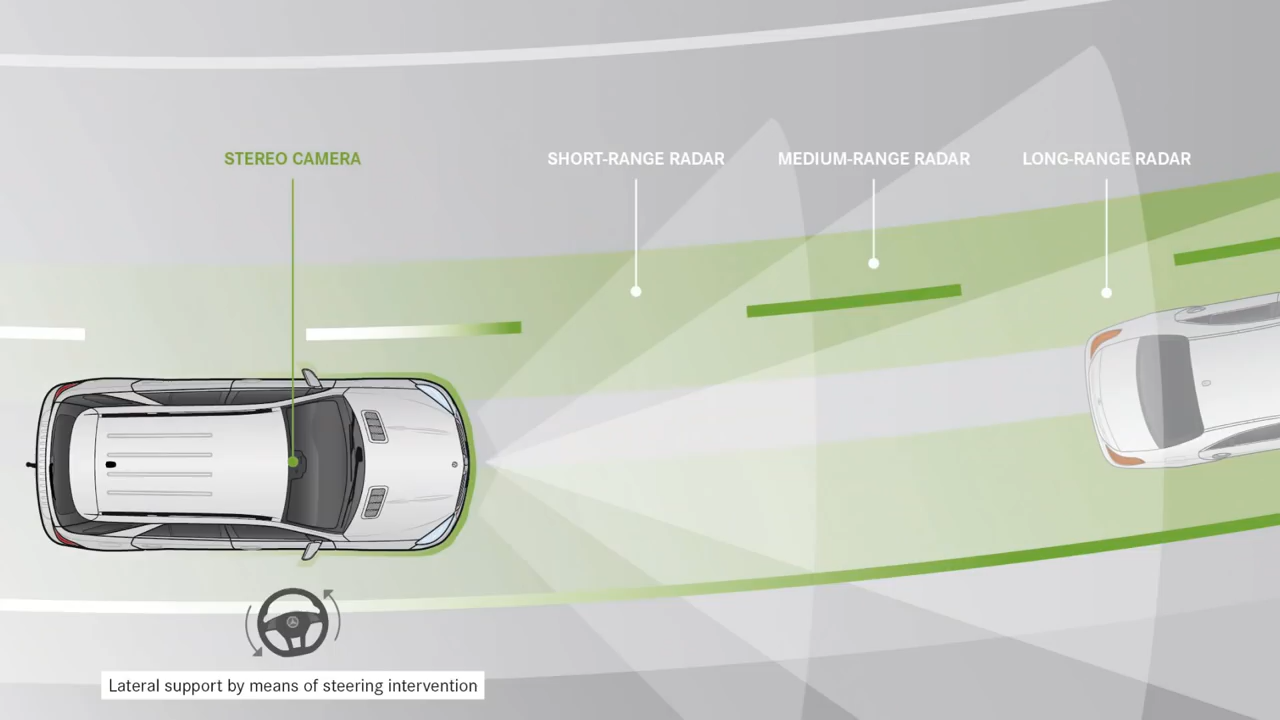 STEREO CAMERA
SHORT-RANGE RADAR
MEDIUM-RANGE RADAR
LONG-RANGE RADAR
Lateral support by means of steering intervention